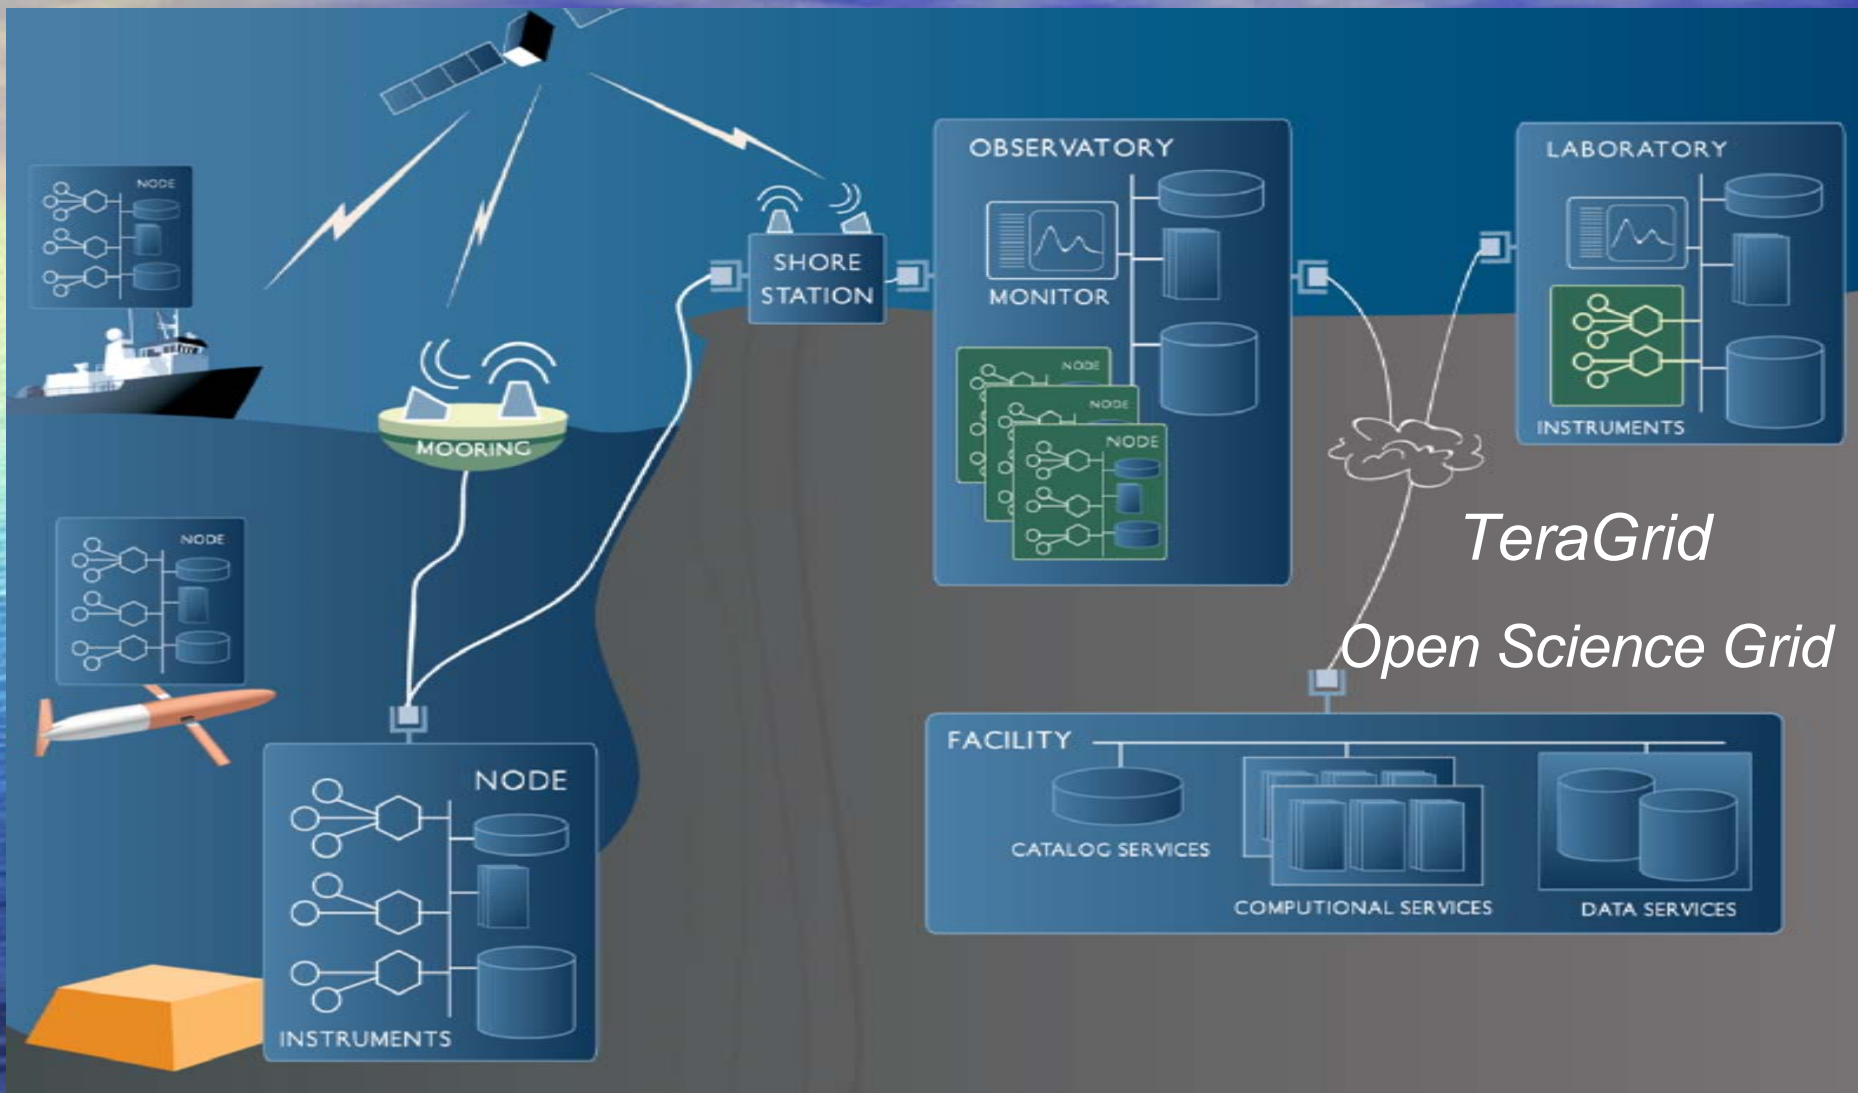 NODE
SHORE
STATION
OBSERVATORY
MONITOR
NODE
NODE
NODE
LABORATORY
INSTRUMENTS
MOORING
NODE
NODE
INSTRUMENTS
TeraGrid
Open Science Grid
FACILITY
CATALOG SERVICES
COMPUTIONAL SERVICES
DATA SERVICES